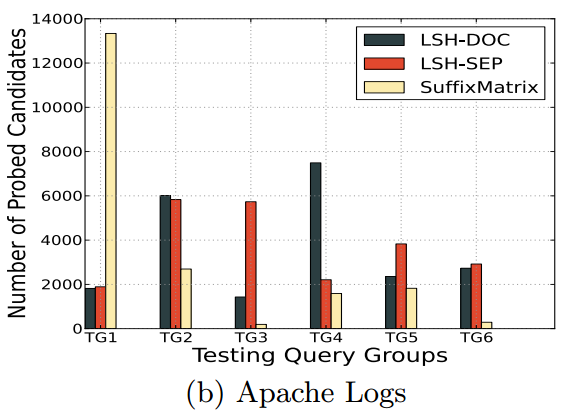 Number of Probed Candidates
14000
12000
10000
8000
6000
4000
2000
0
LSH-DOC
LSH-SEP
SuffixMatrix
TG1 TG2 TG3 TG4 TG5 TG6
Testing Query Groups
(b) Apache Logs